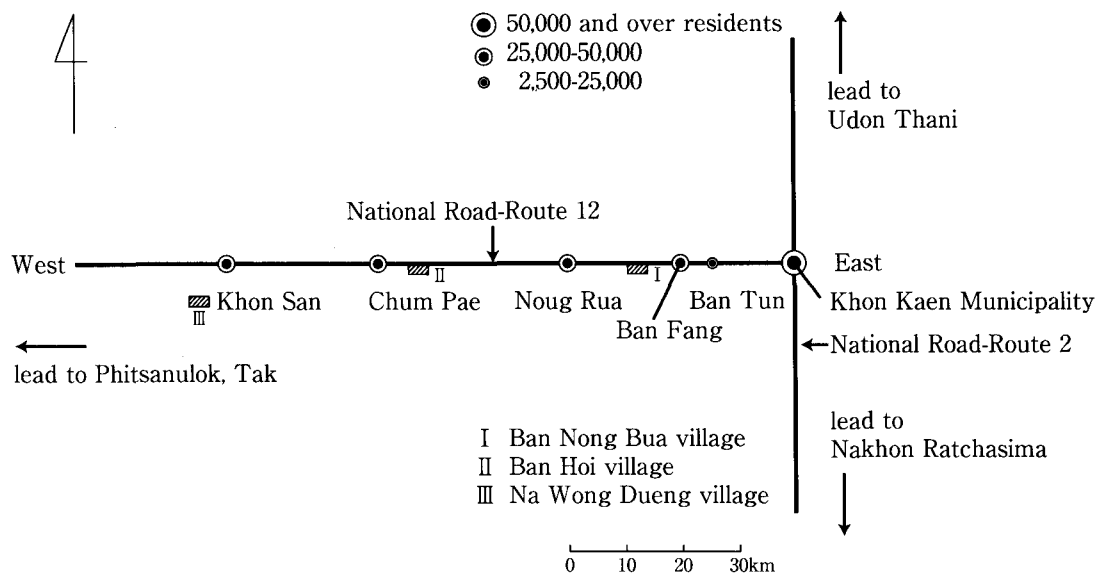 50,000 and over residents
25,000-50,000
2,500-25,000
lead to
Udon Thani
National Road-Route 12
West
East
Ⅱ
Ⅰ
Khon San
Chum Pae
Noug Rua
Ban Tun
Khon Kaen Municipality
Ⅲ
Ban Fang
National Road-Route 2
lead to Phitsanulok, Tak
lead to
Nakhon Ratchasima
Ⅰ Ban Nong Bua village
Ⅱ Ban Hoi village
Ⅲ Na Wong Dueng village
0 10 20 30km